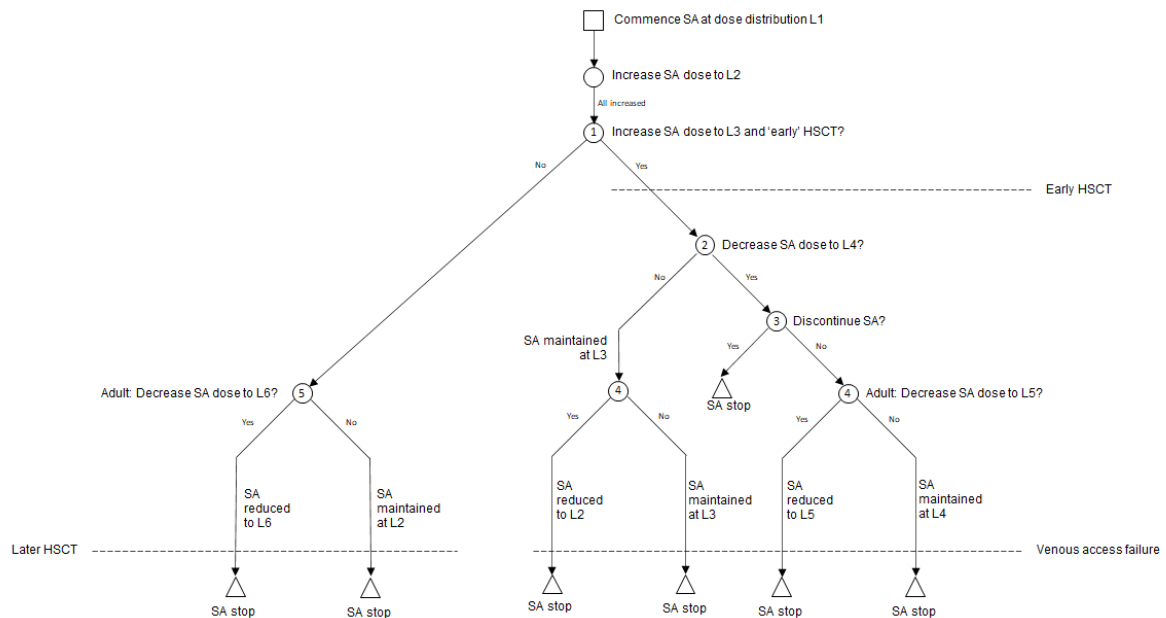 Commence SA at dose distribution L1
Increase SA dose to L2
All increased
1
Increase SA dose to L3 and ‘early’ HSCT?
No
Yes
Early HSCT
2
Decrease SA dose to L4?
No
Yes
3
Discontinue SA?
SA maintained
at L3
Yes
No
Adult: Decrease SA dose to L6?
5
4
SA stop
4
Adult: Decrease SA dose to L5?
Yes
No
Yes
No
Yes
No
SA
reduced
to L6
SA
maintained
at L2
SA
reduced
to L2
SA
maintained
at L3
SA
reduced
to L5
SA
maintained
at L4
Later HSCT
Venous access failure
SA stop
SA stop
SA stop
SA stop
SA stop
SA stop